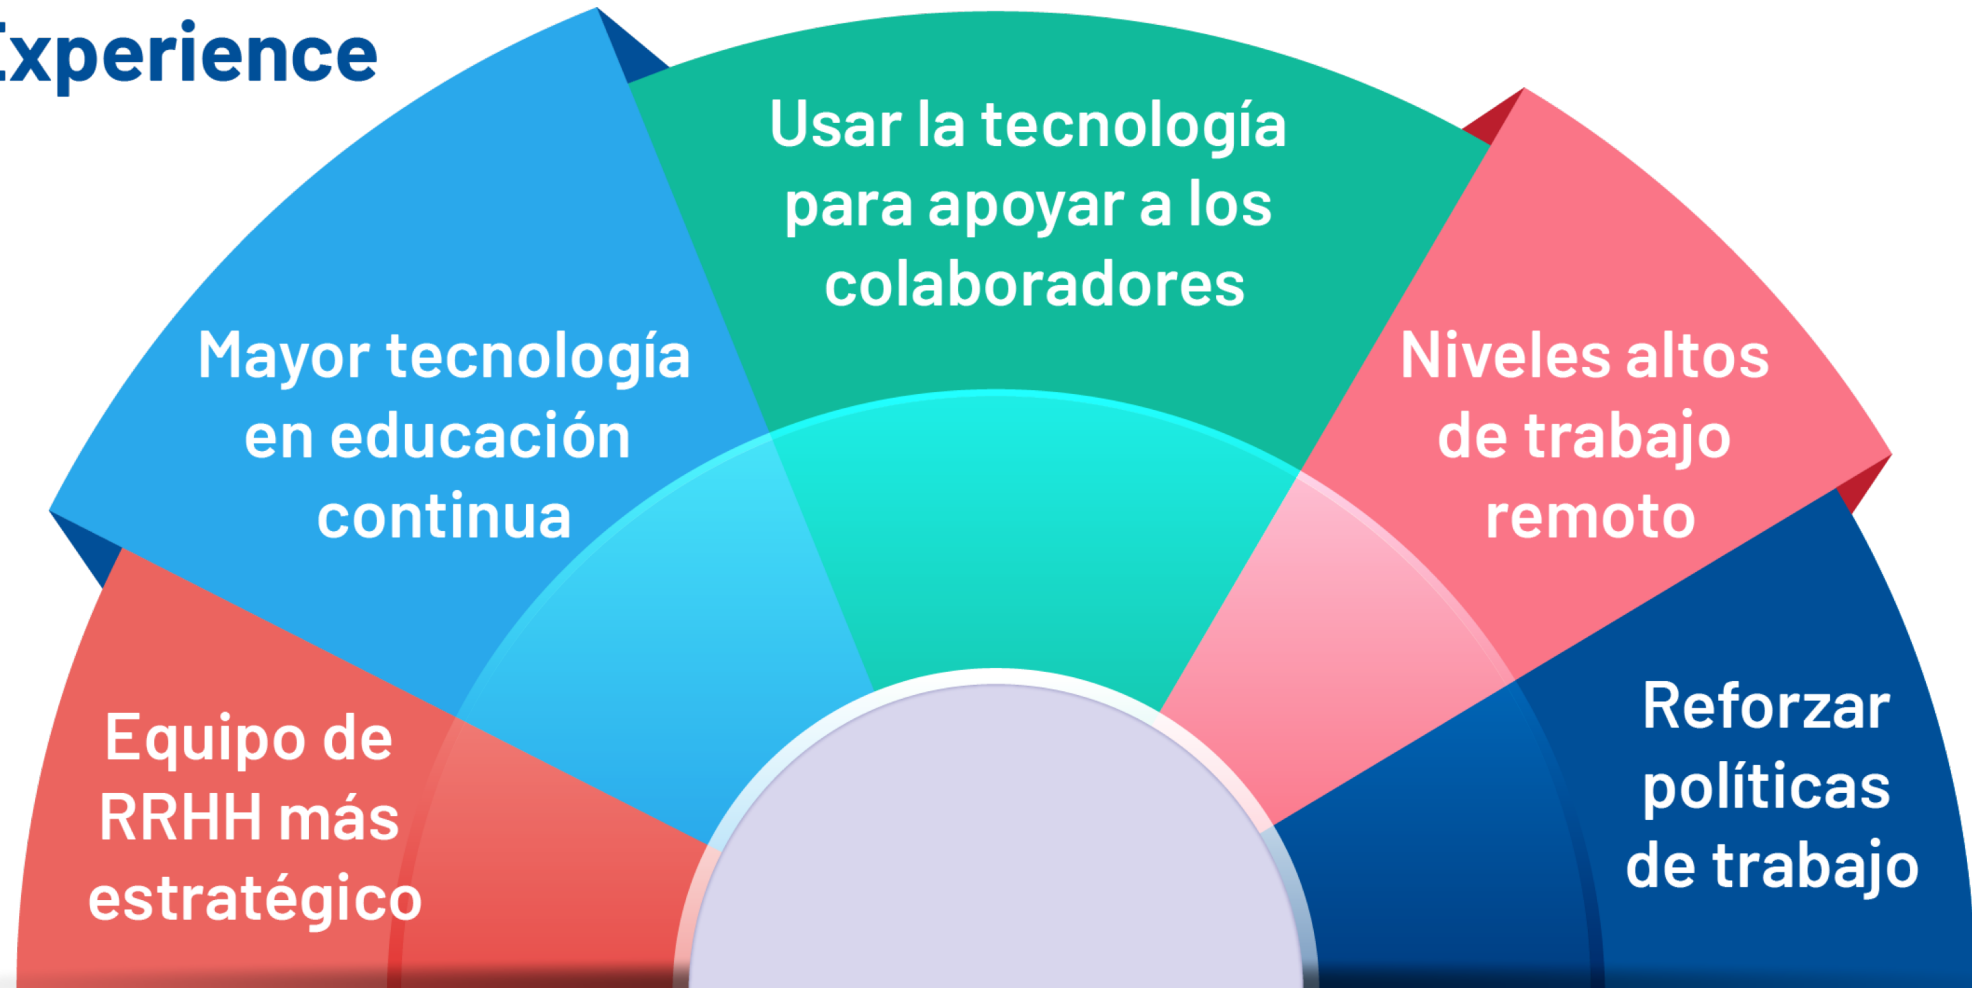 Experience
Usar la tecnología
para apoyar a los
colaboradores
Mayor tecnología
en educación
continua
Niveles altos
de trabajo
remoto
Equipo de
RRHH más
estratégico
Reforzar
políticas
de trabajo